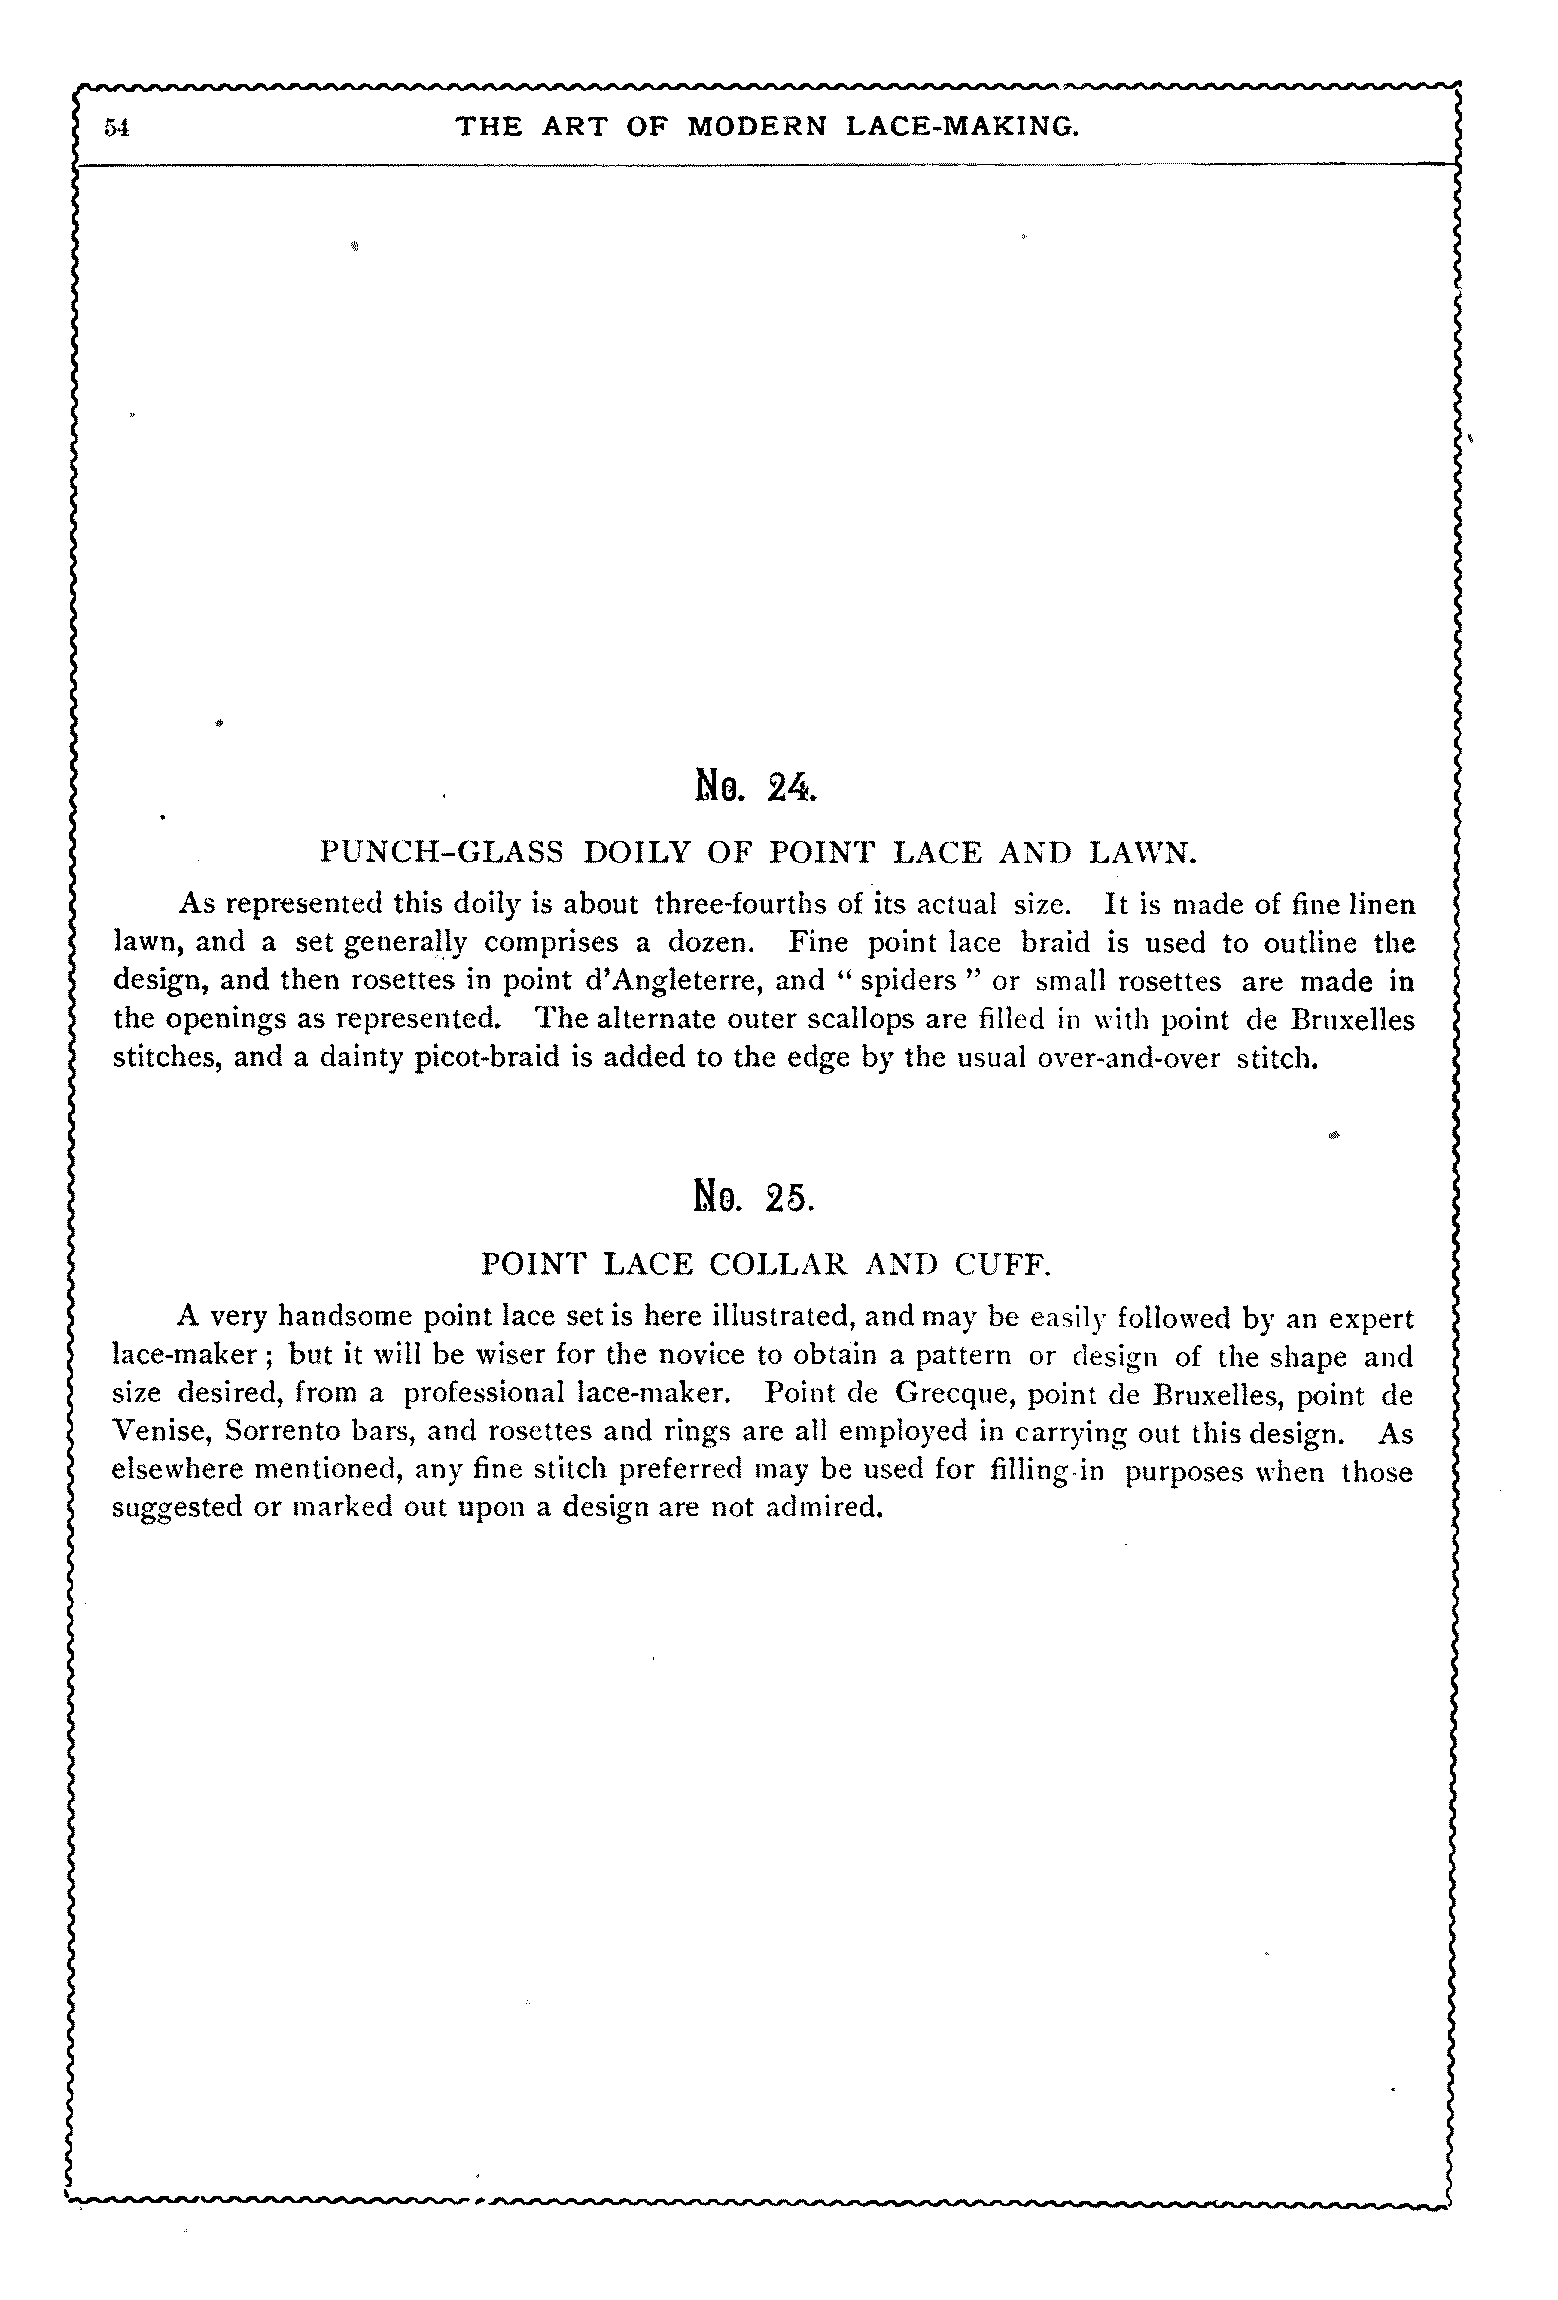 54
THE ART OF MODERN LACE-MAKING.
No. 24.
PUNCH-GLASS DOILY OF POINT LACE AND LAWN.
As represented this doily is about three-fourths of its actual size. It is made of fine linen
lawn, and a set generally comprises a dozen. Fine point lace braid is used to outline the
design, and then rosettes in point d'Angleterre, and “ spiders ” or small rosettes are made in
the openings as represented. The alternate outer scallops are filled in with point de Bruxelles
stitches, and a dainty picot-braid is added to the edge by the usual over-and-over stitch.
No. 25.
POINT LACE COLLAR AND CUFF.
A very handsome point lace set is here illustrated, and may be easily followed by an expert
lace-maker ; but it will be wiser for the novice to obtain a pattern or design of the shape and
size desired, from a professional lace-maker. Point de Grecque, point de Bruxelles, point de
Venise, Sorrento bars, and rosettes and rings are all employed in carrying out this design. As
elsewhere mentioned, any fine stitch preferred may be used for filling-in purposes when those
suggested or marked out upon a design are not admired.